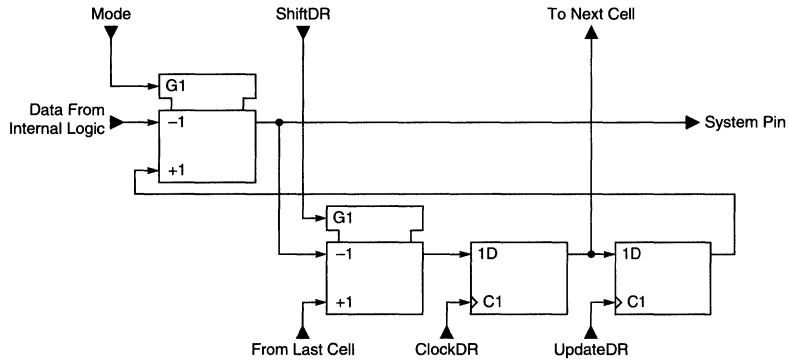 Mode
ShiftDR
To Next Cell
G1
Data From
Internal Logic
–1
System Pin
+1
G1
–1
1D
1D
+1
C1
C1
From Last Cell
ClockDR
UpdateDR